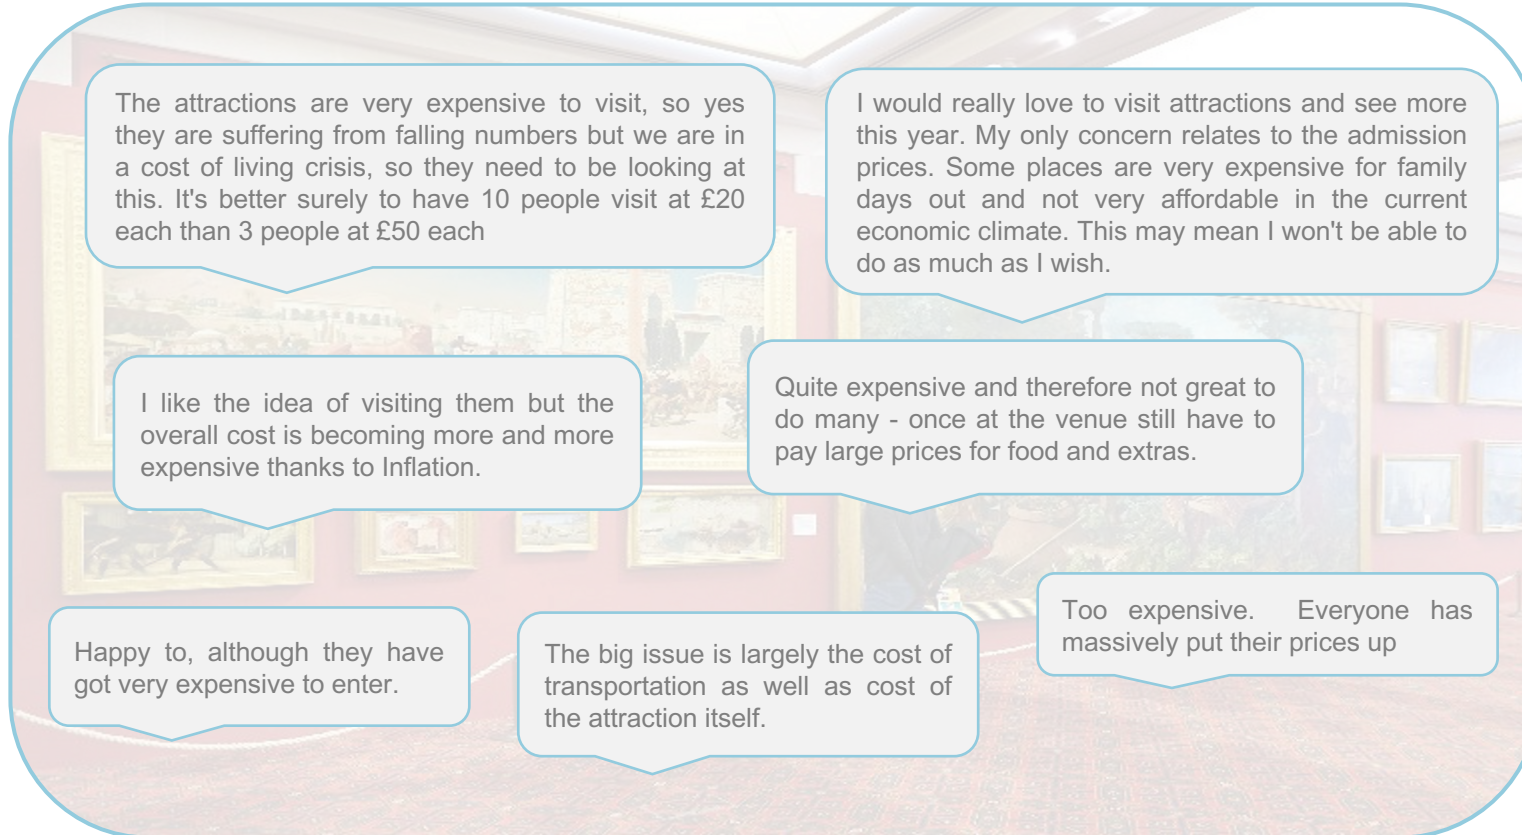 The attractions are very expensive to visit, so yes
they are suffering from falling numbers but we are in
a cost of living crisis, so they need to be looking at
this. It's better surely to have 10 people visit at £20
each than 3 people at £50 each
I would really love to visit attractions and see more
this year. My only concern relates to the admission
prices. Some places are very expensive for family
days out and not very affordable in the current
economic climate. This may mean I won't be able to
do as much as I wish.
I like the idea of visiting them but the
overall cost is becoming more and more
expensive thanks to Inflation.
Quite expensive and therefore not great to
do many - once at the venue still have to
pay large prices for food and extras.
Happy to, although they have
got very expensive to enter.
The big issue is largely the cost of
transportation as well as cost of
the attraction itself.
Too expensive. Everyone has
massively put their prices up